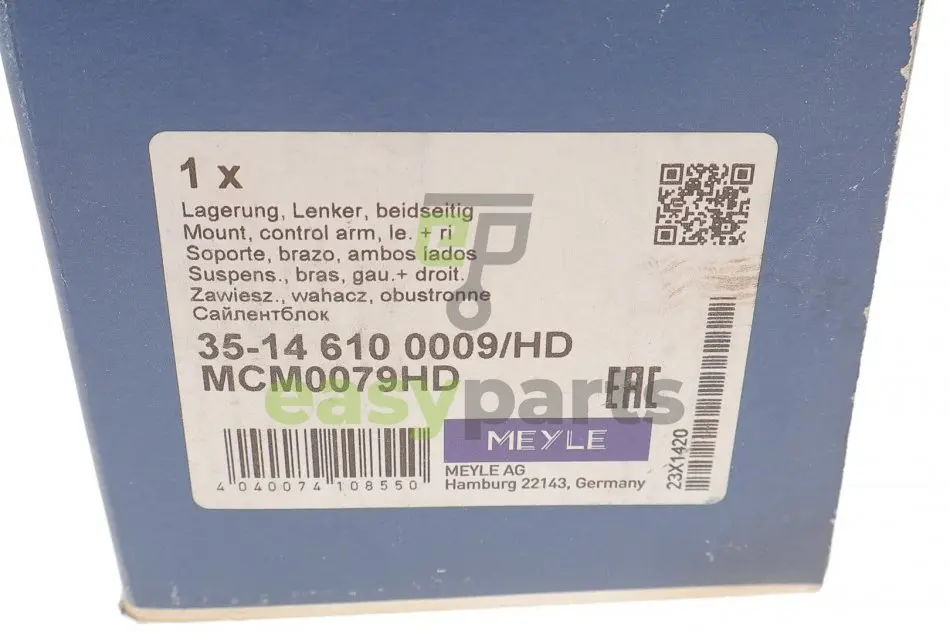 1 x
Lagerung, Lenker, beidseitig
Mount, control arm, le. + ri
Soporte, brazo, ambos lados
Suspens., bras, gau.+ droit.
Zawiesz., wahacz, obustronne
Сайлентблок
35-14 610 0009/HD
MCM0079HD
EAC
easyparts
MEYLE
MEYLE AG
Hamburg 22143, Germany
4 040074 108550
23X1420
ep